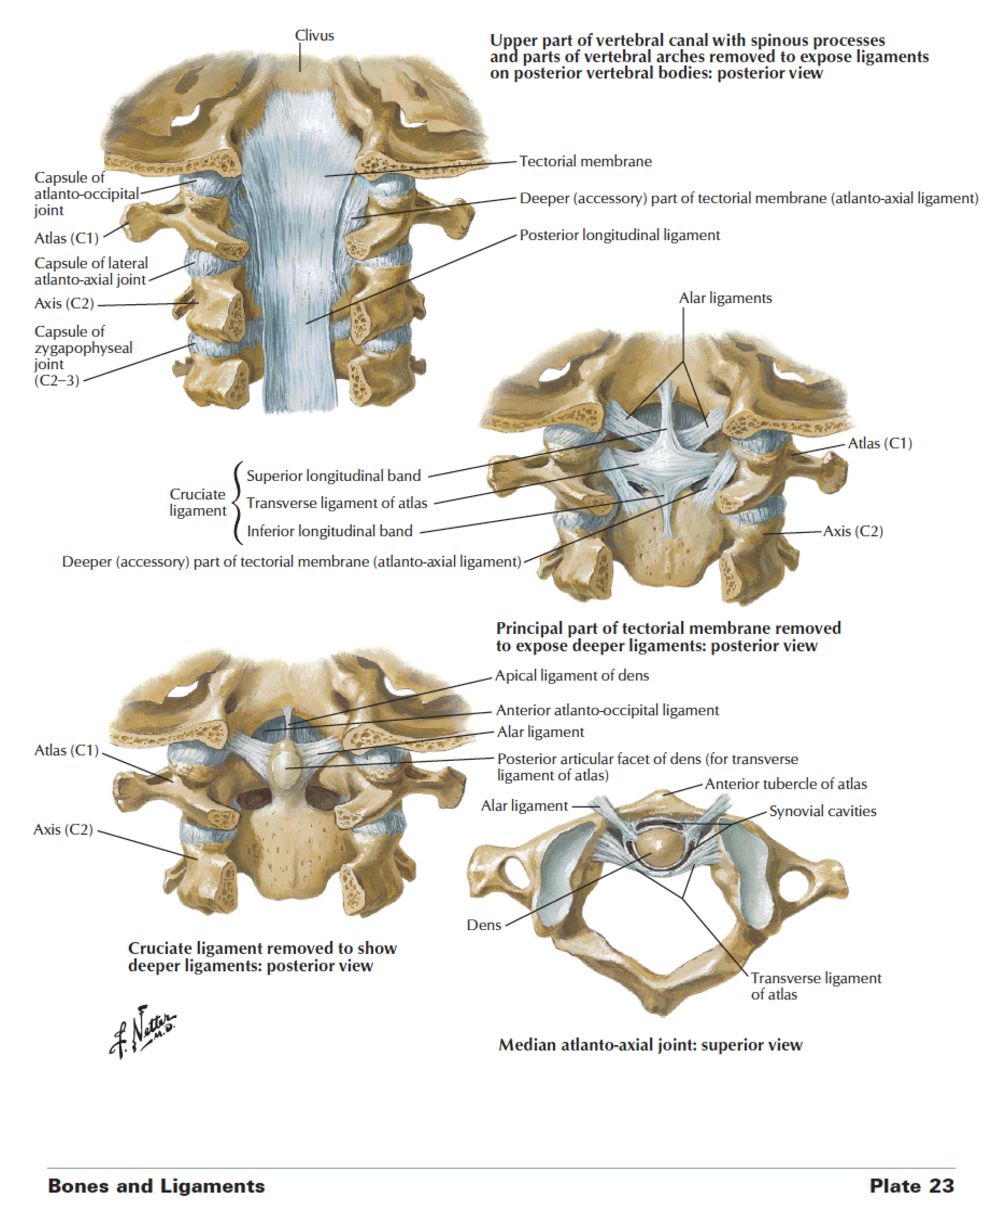 Clivus
Upper part of vertebral canal with spinous processes
and parts of vertebral arches removed to expose ligaments
on posterior vertebral bodies: posterior view
Tectorial membrane
Deeper (accessory) part of tectorial membrane (atlanto-axial ligament)
Posterior longitudinal ligament
Capsule of
atlanto-occipital
joint
Atlas (C1)
Capsule of lateral
atlanto-axial joint
Axis (C2)
Capsule of
zygapophyseal
joint
(C2–3)
Alar ligaments
Atlas (C1)
Cruciate
ligament
Superior longitudinal band
Transverse ligament of atlas
Inferior longitudinal band
Axis (C2)
Deeper (accessory) part of tectorial membrane (atlanto-axial ligament)
Principal part of tectorial membrane removed
to expose deeper ligaments: posterior view
Apical ligament of dens
Anterior atlanto-occipital ligament
Alar ligament
Posterior articular facet of dens (for transverse
ligament of atlas)
Atlas (C1)
Axis (C2)
Cruciate ligament removed to show
deeper ligaments: posterior view
Anterior tubercle of atlas
Alar ligament
Synovial cavities
Dens
Transverse ligament
of atlas
Median atlanto-axial joint: superior view
F. Netter
M.D.
Bones and Ligaments
Plate 23